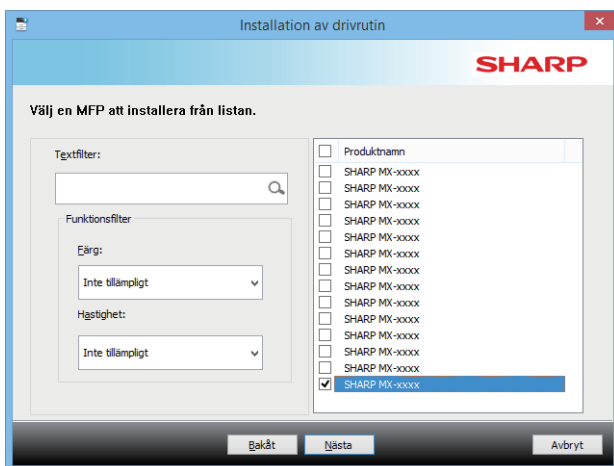 Installation av drivrutin
SHARP
Välj en MFP att installera från listan.
Textfilter:
Funktionsfilter
Färg:
Inte tillämpligt
Hastighet:
Inte tillämpligt
Produktnamn
SHARP MX-xxxx
SHARP MX-xxxx
SHARP MX-xxxx
SHARP MX-xxxx
SHARP MX-xxxx
SHARP MX-xxxx
SHARP MX-xxxx
SHARP MX-xxxx
SHARP MX-xxxx
SHARP MX-xxxx
SHARP MX-xxxx
SHARP MX-xxxx
SHARP MX-xxxx
SHARP MX-xxxx
Bakåt Nästa Avbryt